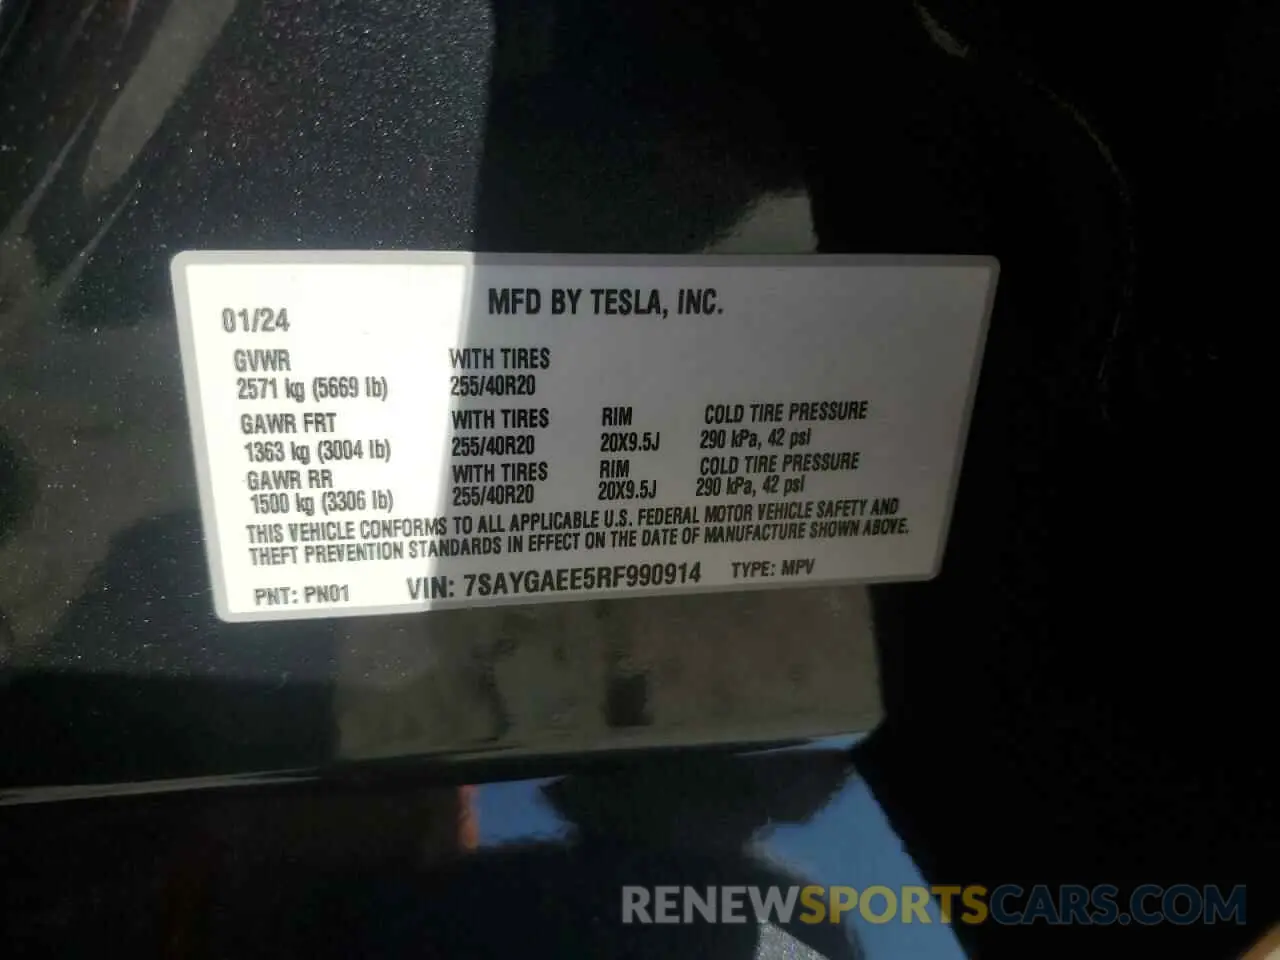 MFD BY TESLA, INC.
01/24
GVWR WITH TIRES
2571 kg (5669 lb) 255/40R20
GAWR FRT WITH TIRES RIM COLD TIRE PRESSURE
1363 kg (3004 lb) 255/40R20 20X9.5J 290 kPa, 42 psi
GAWR RR WITH TIRES RIM COLD TIRE PRESSURE
1500 kg (3306 lb) 255/40R20 20X9.5J 290 kPa, 42 psi
THIS VEHICLE CONFORMS TO ALL APPLICABLE U.S. FEDERAL MOTOR VEHICLE SAFETY AND
THEFT PREVENTION STANDARDS IN EFFECT ON THE DATE OF MANUFACTURE SHOWN ABOVE.
PNT: PN01 VIN: 7SAYGAEE5RF990914 TYPE: MPV
RENEWSPORTSCARS.COM